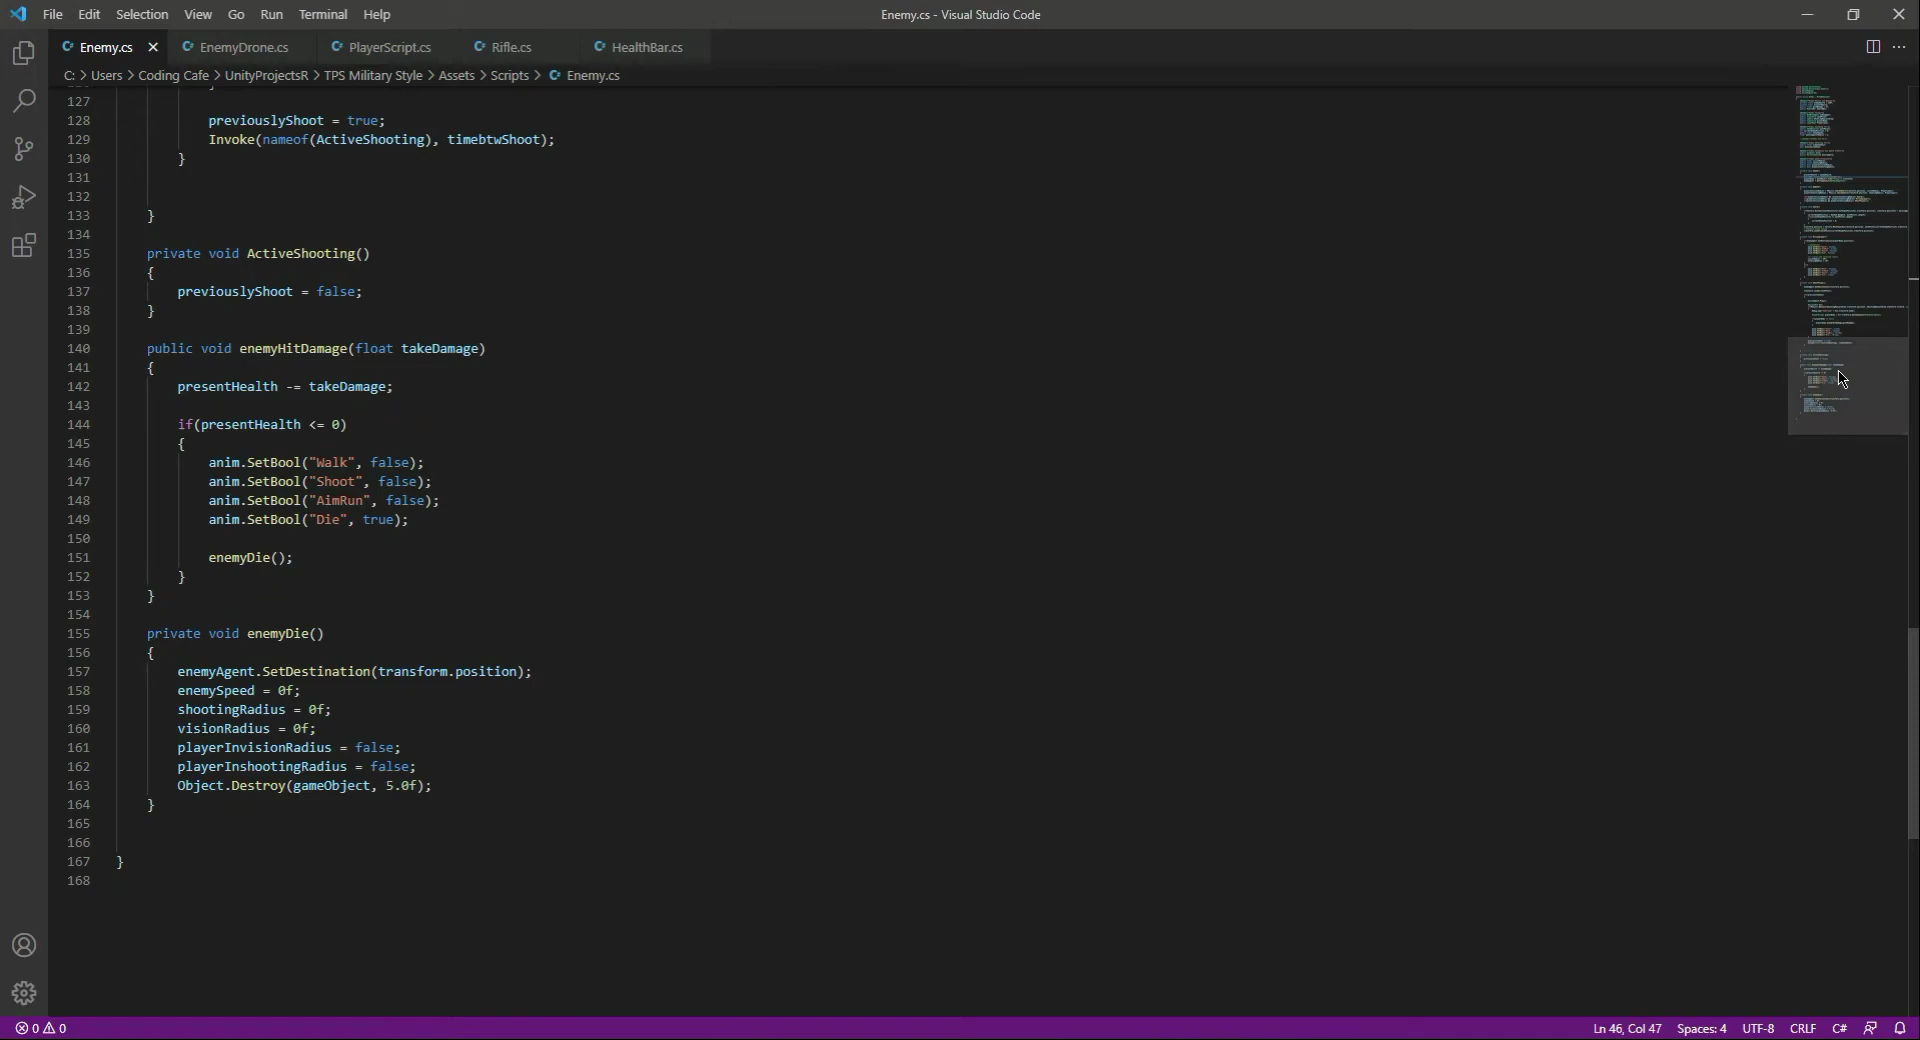 File Edit Selection View Go Run Terminal Help Enemy.cs - Visual Studio Code
Enemy.cs EnemyDrone.cs PlayerScript.cs Rifle.cs HealthBar.cs
C: > Users > Coding Cafe > UnityProjectsR > TPS Military Style > Assets > Scripts > Enemy.cs
127
128 previouslyShoot = true;
129 Invoke(nameof(ActiveShooting), timebtwShoot);
130 }
131
132
133 }
134
135 private void ActiveShooting()
136 {
137 previouslyShoot = false;
138 }
139
140 public void enemyHitDamage(float takeDamage)
141 {
142 presentHealth -= takeDamage;
143
144 if(presentHealth <= 0)
145 {
146 anim.SetBool("Walk", false);
147 anim.SetBool("Shoot", false);
148 anim.SetBool("AimRun", false);
149 anim.SetBool("Die", true);
150
151 enemyDie();
152 }
153 }
154
155 private void enemyDie()
156 {
157 enemyAgent.SetDestination(transform.position);
158 enemySpeed = 0f;
159 shootingRadius = 0f;
160 visionRadius = 0f;
161 playerInvisionRadius = false;
162 playerInshootingRadius = false;
163 Object.Destroy(gameObject, 5.0f);
164 }
165
166
167 }
168
0 0 Ln 46, Col 47 Spaces: 4 UTF-8 CRLF C#